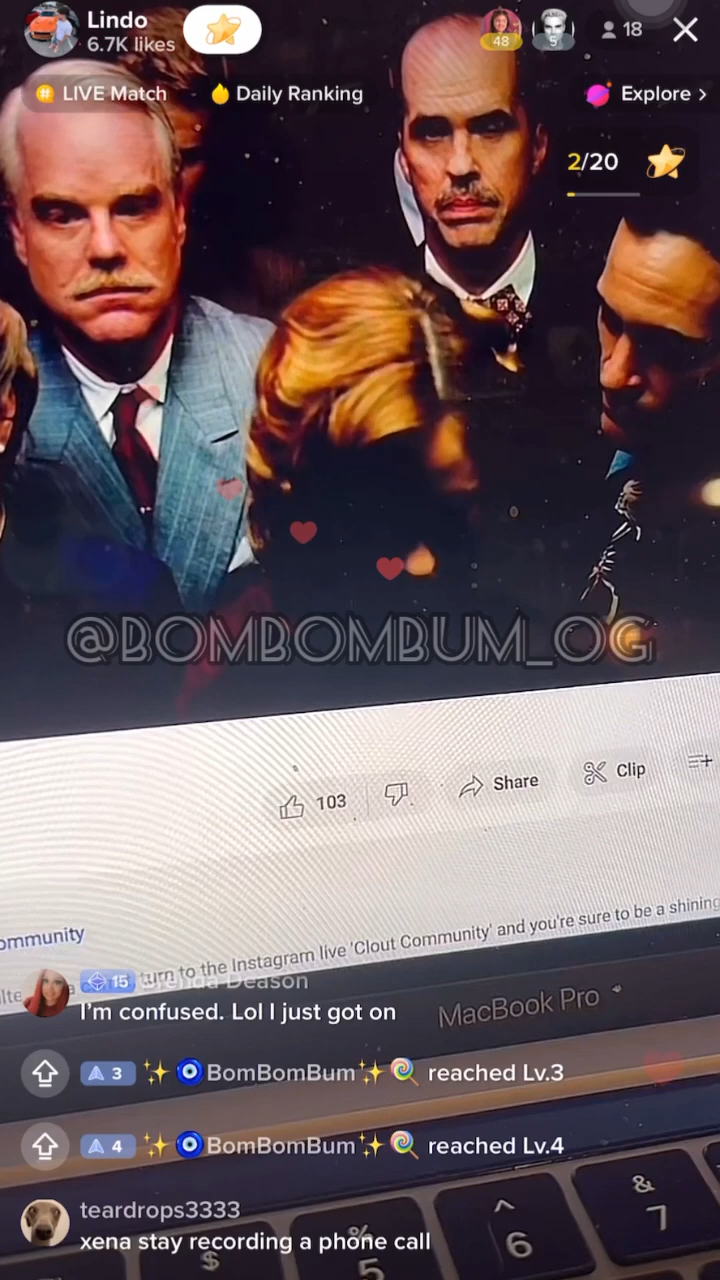 Lindo
6.7K likes
48
5
18
LIVE Match
Daily Ranking
Explore >
2/20
@BOMBOMBUM_OG
103
Share
Clip
ommunity
turn to the Instagram live 'Clout Community' and you're sure to be a shining
15
Deason
I'm confused. Lol I just got on
MacBook Pro
3 BomBomBum reached Lv.3
4 BomBomBum reached Lv.4
teardrops3333
xena stay recording a phone call
$
%
5
^
6
&
7